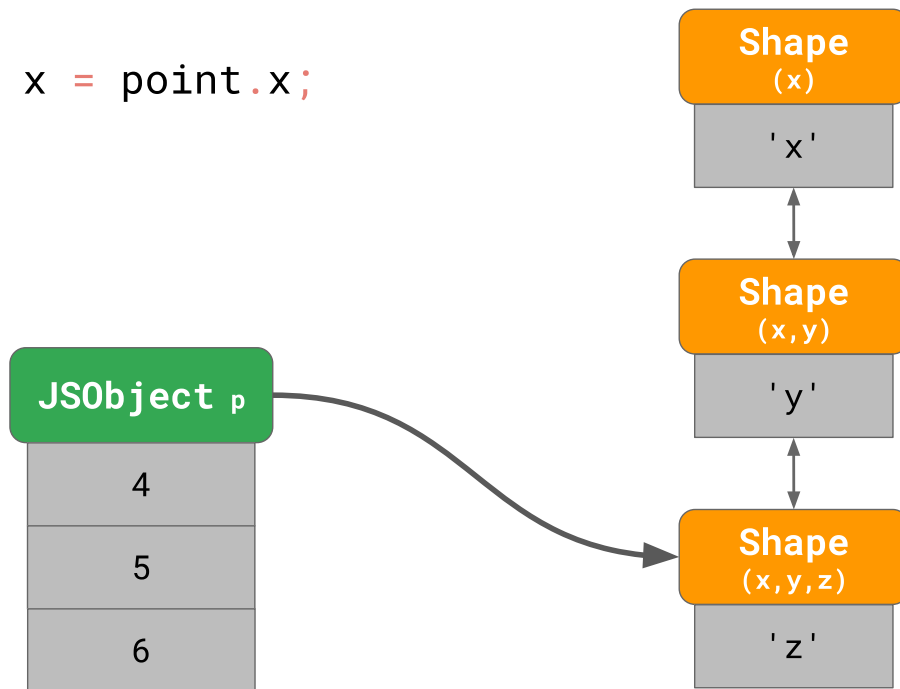 x = point.x;
Shape
(x)
'x'
Shape
(x,y)
'y'
JSObject p
4
5
6
Shape
(x,y,z)
'z'